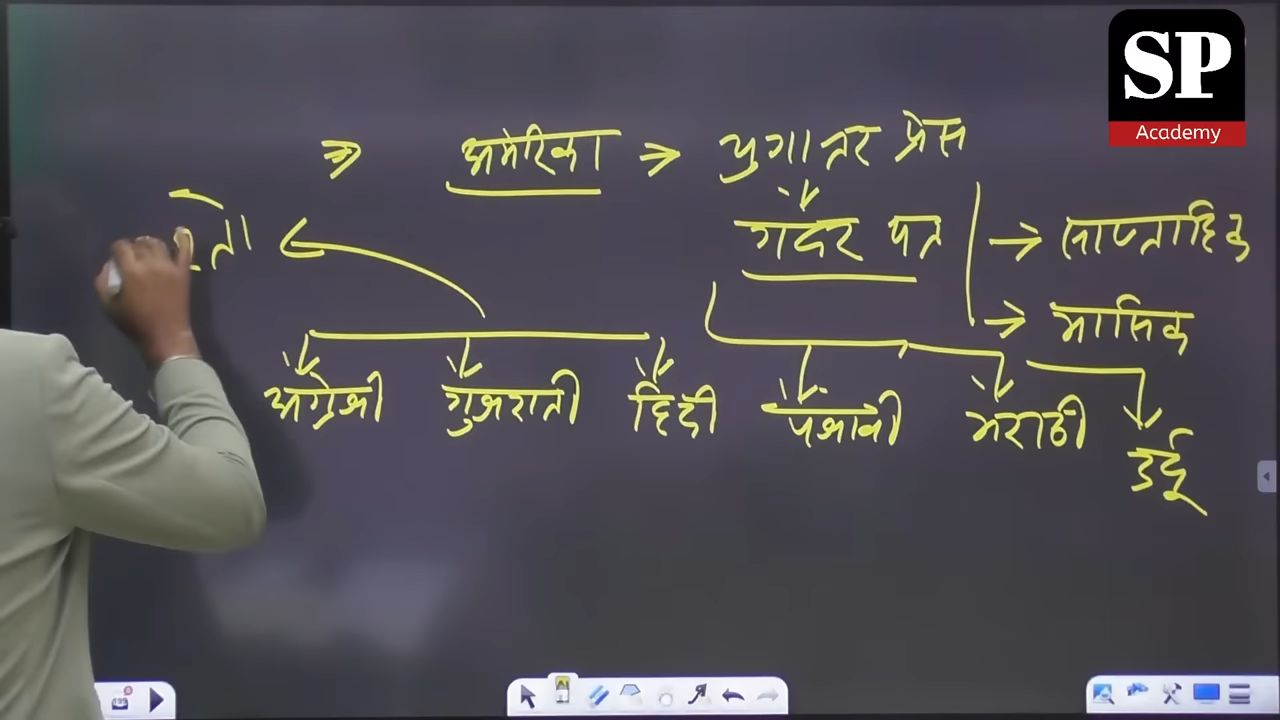 SP
Academy
⇒ अमेरिका → युगान्तर प्रेस
गदर पत्र → साप्ताहिक
→ मासिक
अंग्रेजी गुजराती हिंदी पंजाबी मराठी
उर्दू